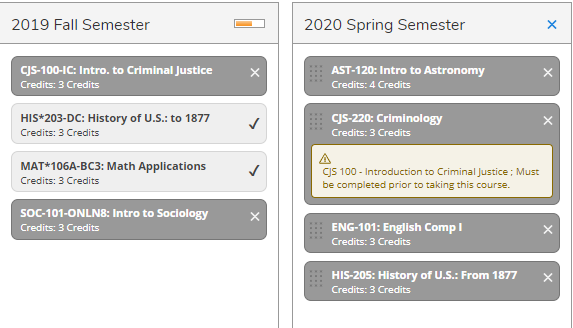 2019 Fall Semester
CJS-100-IC: Intro. to Criminal Justice
Credits: 3 Credits
HIS*203-DC: History of U.S.: to 1877
Credits: 3 Credits
MAT*106A-BC3: Math Applications
Credits: 3 Credits
SOC-101-ONLN8: Intro to Sociology
Credits: 3 Credits
2020 Spring Semester
AST-120: Intro to Astronomy
Credits: 4 Credits
CJS-220: Criminology
Credits: 3 Credits
CJS 100 - Introduction to Criminal Justice ; Must
be completed prior to taking this course.
ENG-101: English Comp I
Credits: 3 Credits
HIS-205: History of U.S.: From 1877
Credits: 3 Credits